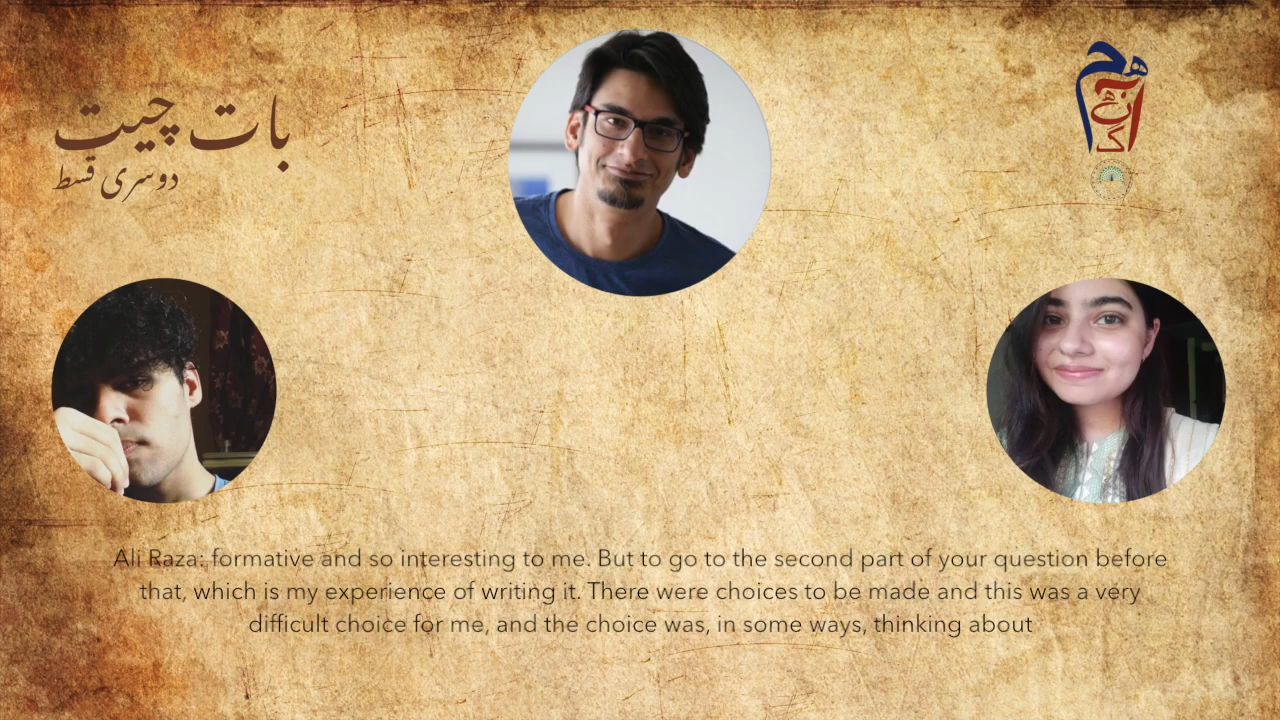 بات چیت
دوسری قسط
Ali Raza: formative and so interesting to me. But to go to the second part of your question before
that, which is my experience of writing it. There were choices to be made and this was a very
difficult choice for me, and the choice was, in some ways, thinking about